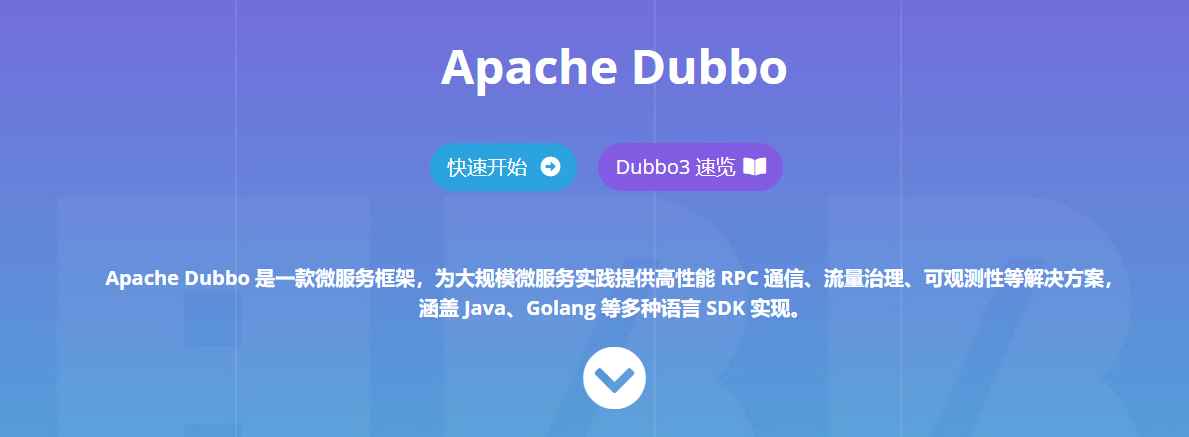 Apache Dubbo
快速开始
Dubbo3 速览
Apache Dubbo 是一款微服务框架，为大规模微服务实践提供高性能 RPC 通信、流量治理、可观测性等解决方案，
涵盖 Java、Golang 等多种语言 SDK 实现。